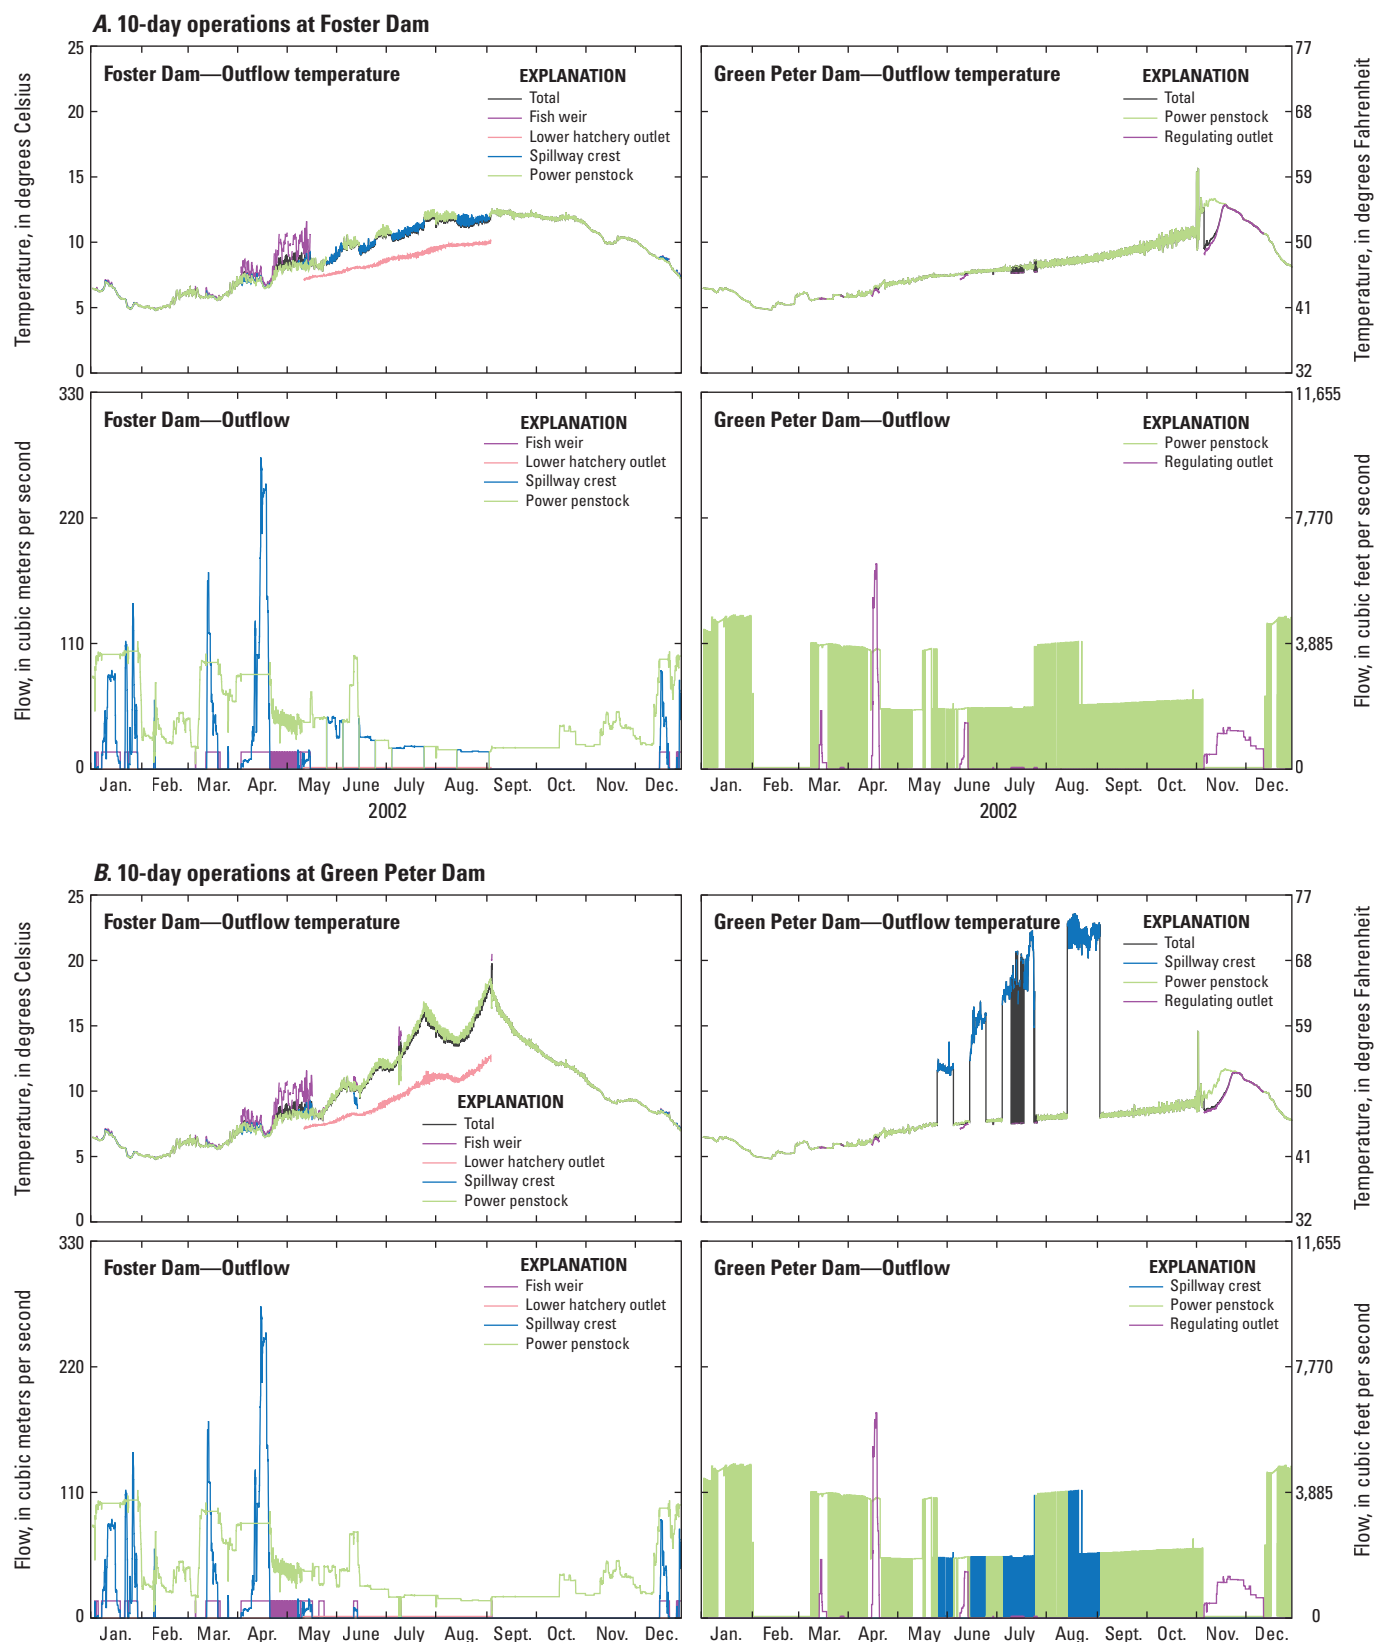 A. 10-day operations at Foster Dam
Temperature, in degrees Celsius
25
20
15
10
5
0
Foster Dam—Outflow temperature
EXPLANATION
Total
Fish weir
Lower hatchery outlet
Spillway crest
Power penstock
Green Peter Dam—Outflow temperature
EXPLANATION
Total
Power penstock
Regulating outlet
77
68
59
50
41
32
Temperature, in degrees Fahrenheit
Flow, in cubic meters per second
330
220
110
0
Foster Dam—Outflow
EXPLANATION
Fish weir
Lower hatchery outlet
Spillway crest
Power penstock
Jan. Feb. Mar. Apr. May June July Aug. Sept. Oct. Nov. Dec.
2002
Green Peter Dam—Outflow
EXPLANATION
Power penstock
Regulating outlet
11,655
7,770
3,885
0
Flow, in cubic feet per second
Jan. Feb. Mar. Apr. May June July Aug. Sept. Oct. Nov. Dec.
2002
B. 10-day operations at Green Peter Dam
Temperature, in degrees Celsius
25
20
15
10
5
0
Foster Dam—Outflow temperature
EXPLANATION
Total
Fish weir
Lower hatchery outlet
Spillway crest
Power penstock
Green Peter Dam—Outflow temperature
EXPLANATION
Total
Spillway crest
Power penstock
Regulating outlet
77
68
59
50
41
32
Temperature, in degrees Fahrenheit
Flow, in cubic meters per second
330
220
110
0
Foster Dam—Outflow
EXPLANATION
Fish weir
Lower hatchery outlet
Spillway crest
Power penstock
Jan. Feb. Mar. Apr. May June July Aug. Sept. Oct. Nov. Dec.
Green Peter Dam—Outflow
EXPLANATION
Spillway crest
Power penstock
Regulating outlet
11,655
7,770
3,885
0
Flow, in cubic feet per second
Jan. Feb. Mar. Apr. May June July Aug. Sept. Oct. Nov. Dec.